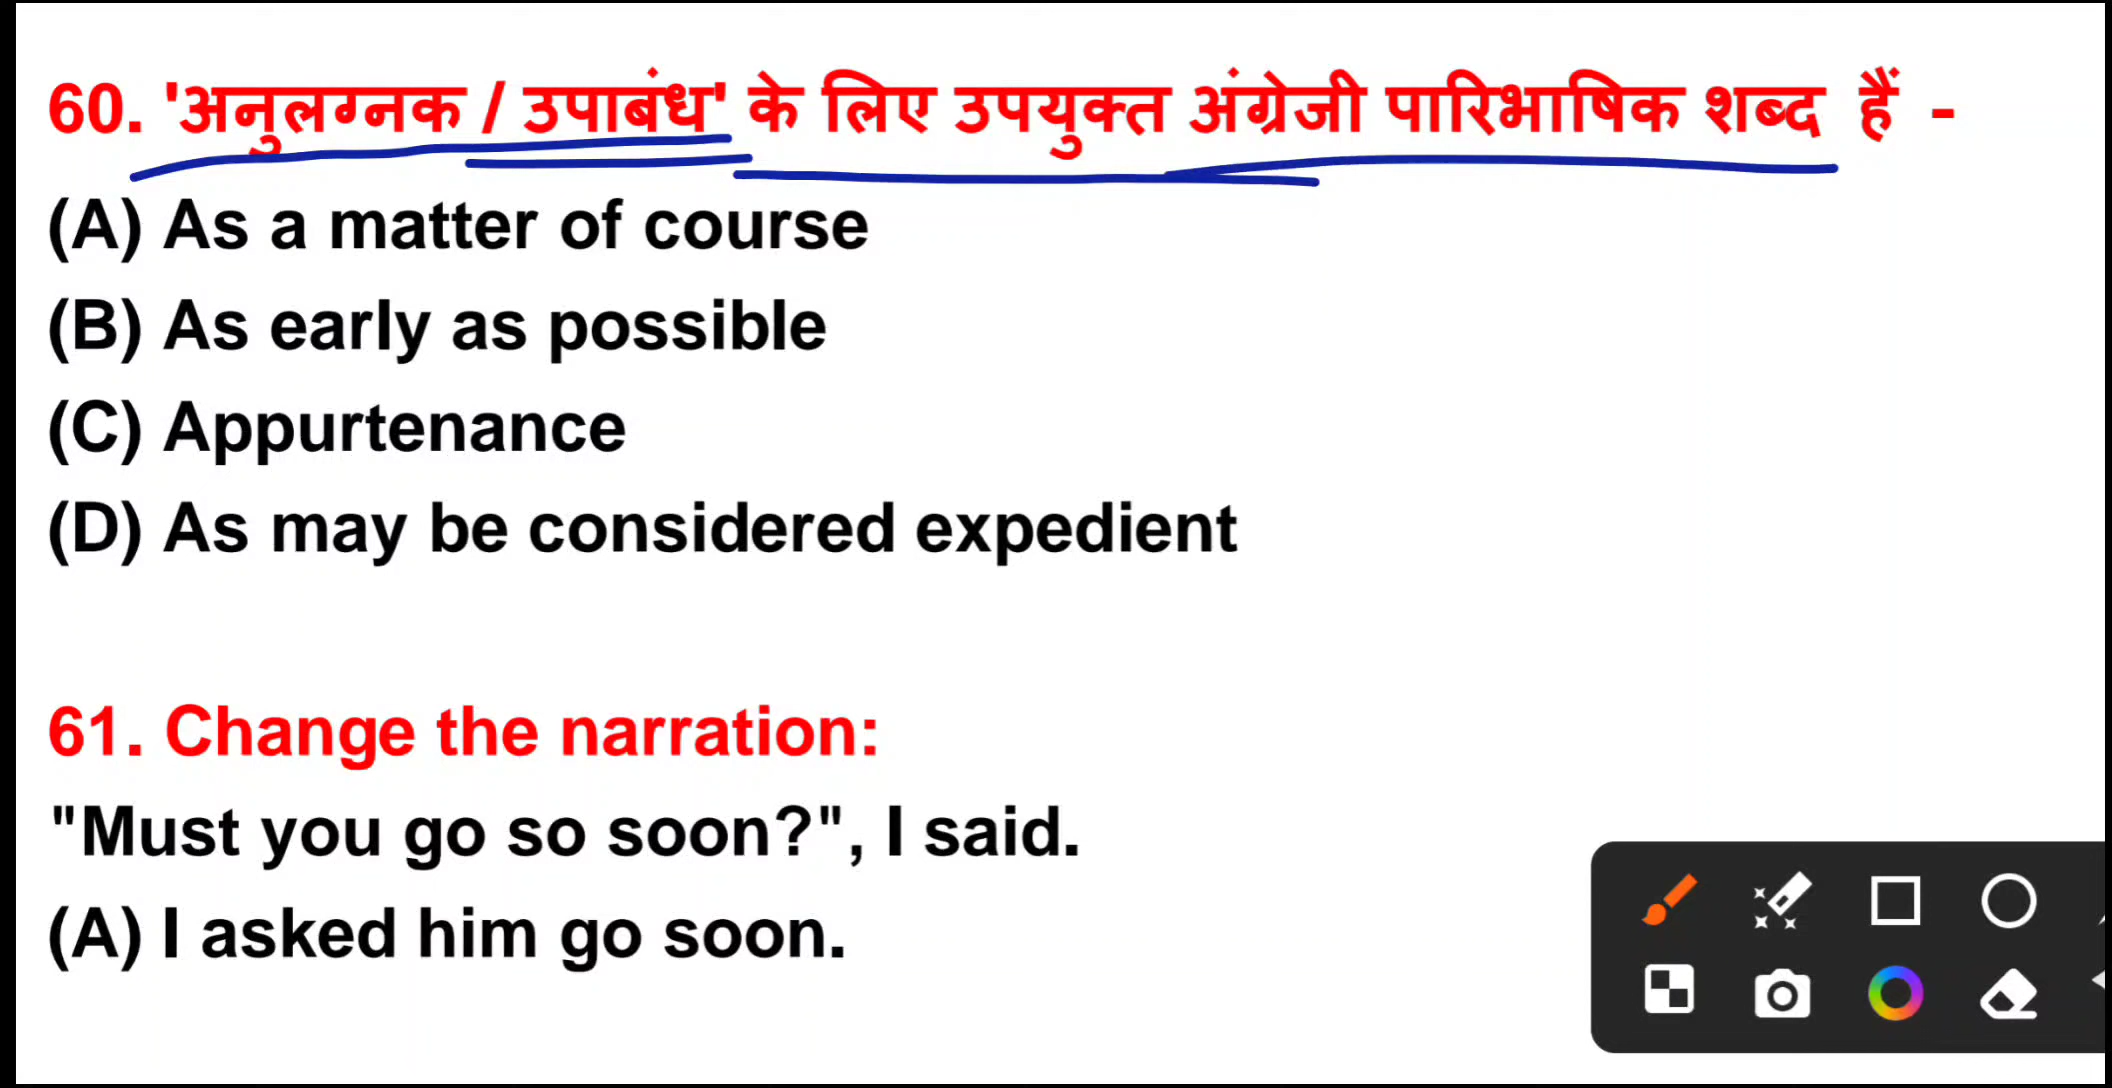 60. 'अनुलग्नक / उपाबंध' के लिए उपयुक्त अंग्रेजी पारिभाषिक शब्द हैं -
(A) As a matter of course
(B) As early as possible
(C) Appurtenance
(D) As may be considered expedient
61. Change the narration:
"Must you go so soon?", I said.
(A) I asked him go soon.